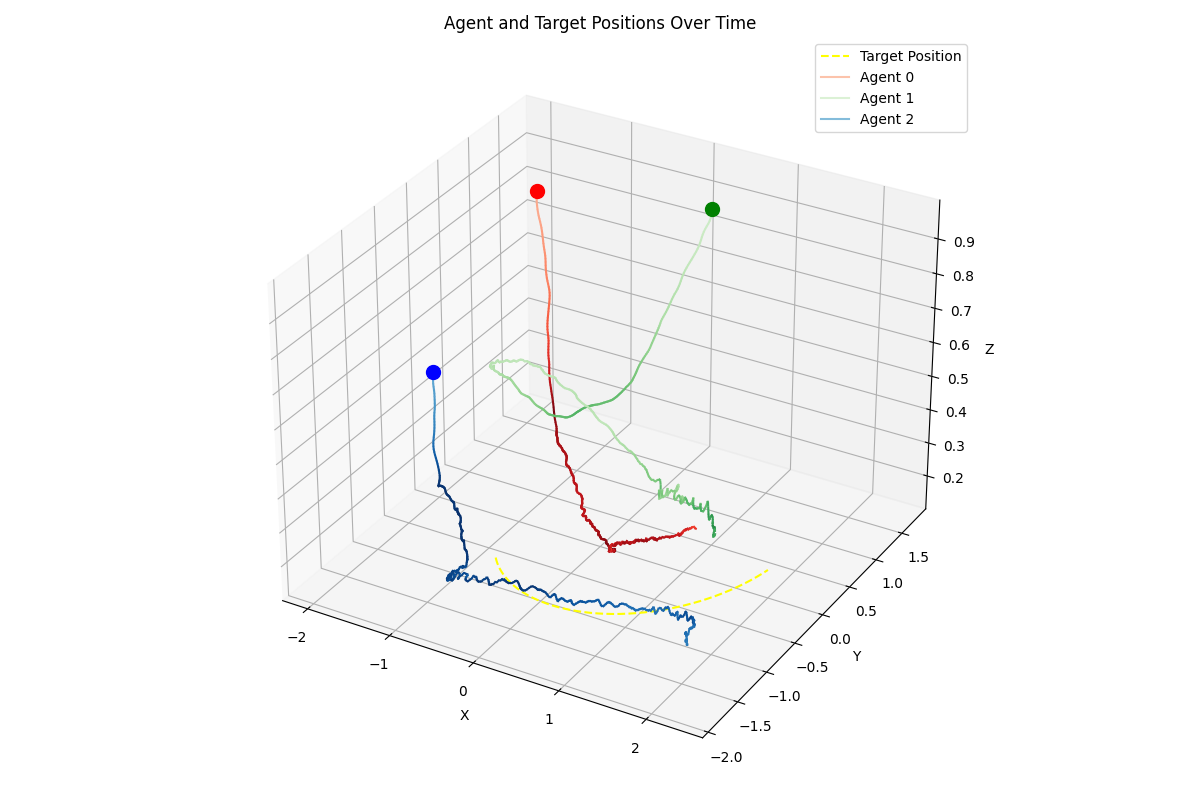 Agent and Target Positions Over Time
Target Position
Agent 0
Agent 1
Agent 2
0.9
0.8
0.7
0.6
0.5
0.4
0.3
0.2
Z
1.5
1.0
0.5
0.0
−0.5
−1.0
−1.5
−2.0
Y
−2
−1
0
1
2
X